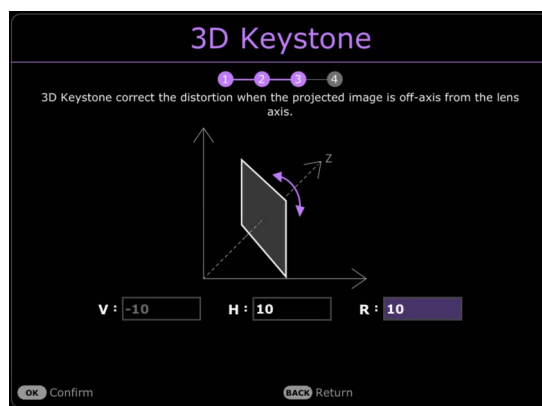 3D Keystone
1 2 3 4
3D Keystone correct the distortion when the projected image is off-axis from the lens
axis.
Z
V : -10 H : 10 R : 10
OK Confirm BACK Return